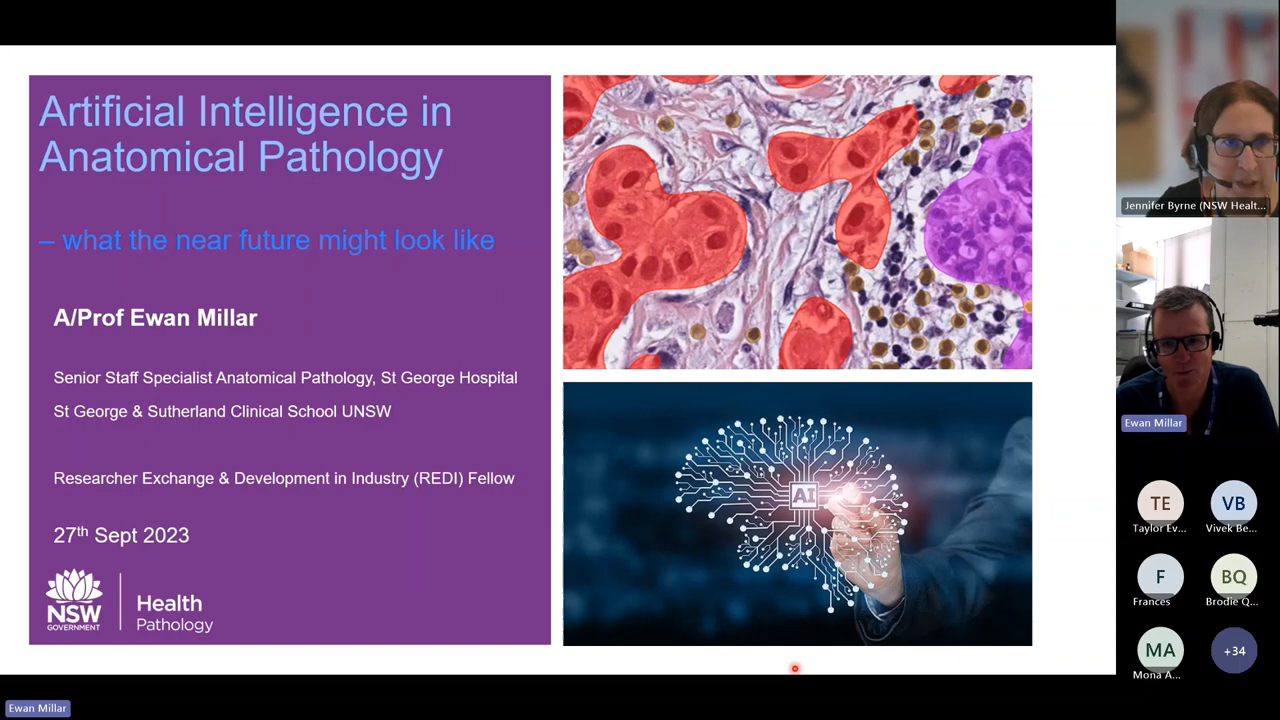 Artificial Intelligence in
Anatomical Pathology
– what the near future might look like
A/Prof Ewan Millar
Senior Staff Specialist Anatomical Pathology, St George Hospital
St George & Sutherland Clinical School UNSW
Researcher Exchange & Development in Industry (REDI) Fellow
27th Sept 2023
NSW
GOVERNMENT
Health
Pathology
AI
Jennifer Byrne (NSW Healt...
Ewan Millar
TE
VB
Taylor Ev...
Vivek Be...
F
BQ
Frances
Brodie Q...
MA
+34
Mona A...
Ewan Millar